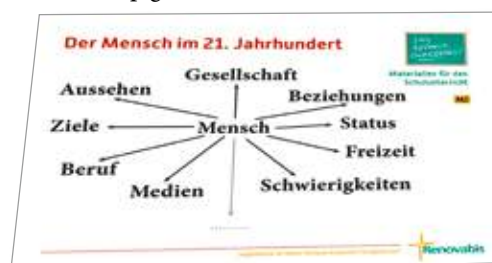 Der Mensch im 21. Jahrhundert
Materialien für den
Schulunterricht
Gesellschaft
Aussehen
Beziehungen
Ziele
Mensch
Status
Freizeit
Beruf
Medien
Schwierigkeiten
Renovabis